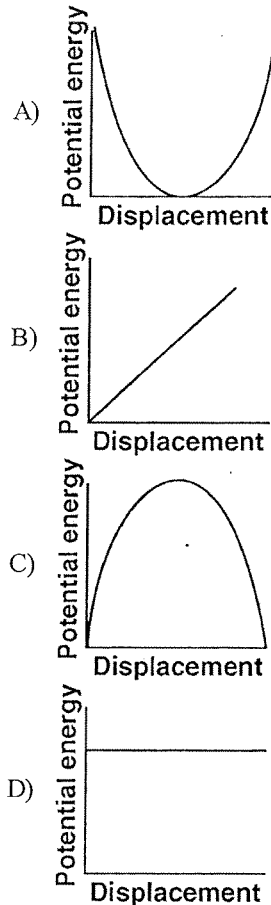 A)
Potential energy
Displacement
B)
Potential energy
Displacement
C)
Potential energy
Displacement
D)
Potential energy
Displacement